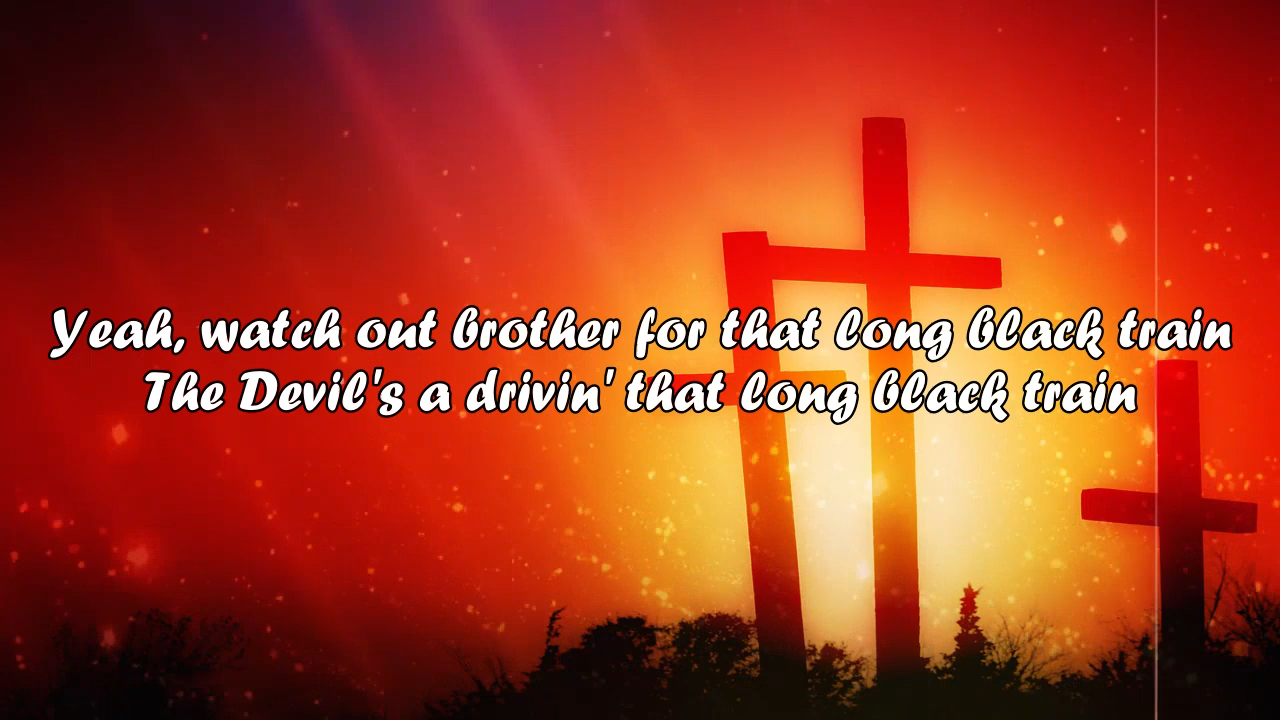 Yeah, watch out brother for that long black train
The Devil's a drivin' that long black train